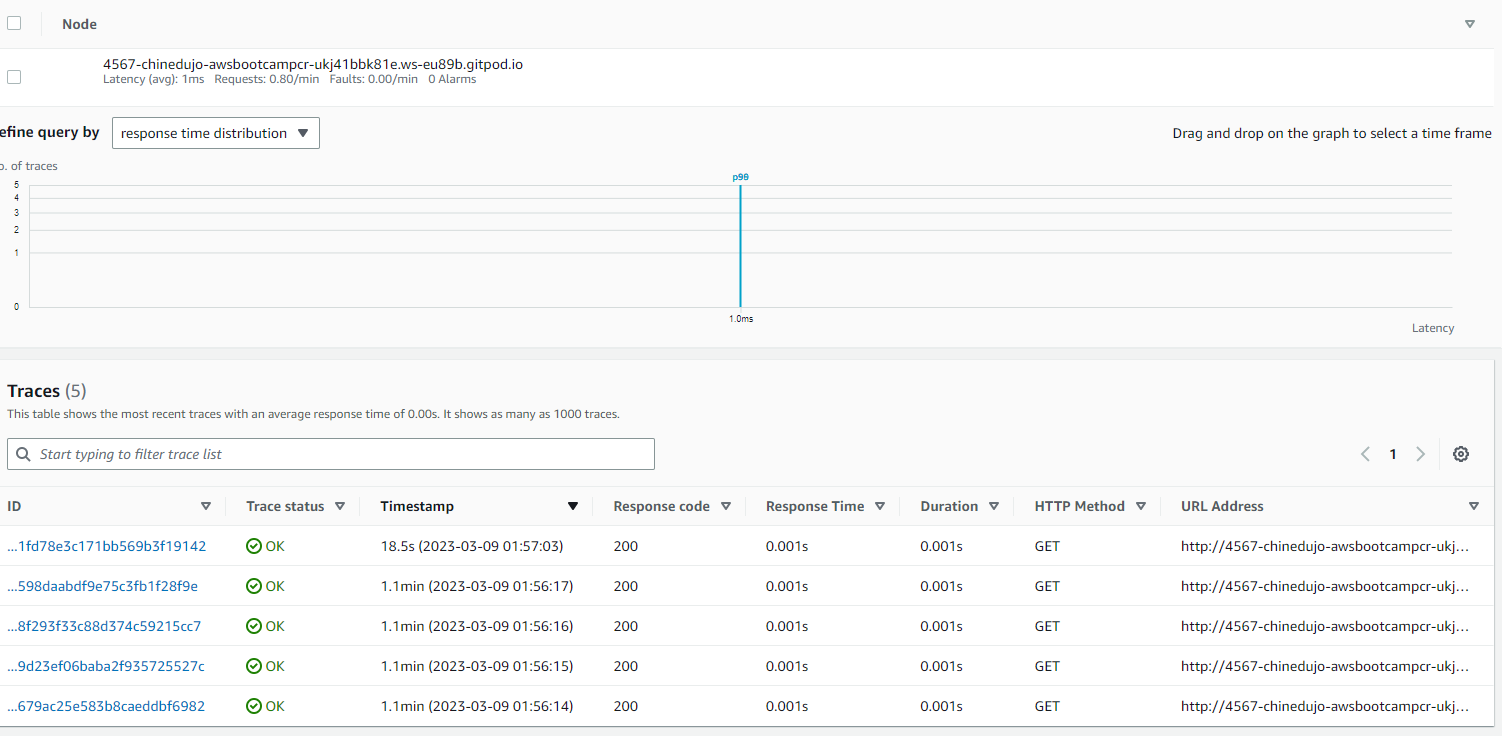 Node
4567-chinedujo-awsbootcampcr-ukj41bbk81e.ws-eu89b.gitpod.io
Latency (avg): 1ms Requests: 0.80/min Faults: 0.00/min 0 Alarms
efine query by response time distribution Drag and drop on the graph to select a time frame
o. of traces
5
4
3
2
1
0
1.0ms
Latency
Traces (5)
This table shows the most recent traces with an average response time of 0.00s. It shows as many as 1000 traces.
Start typing to filter trace list 1
ID Trace status Timestamp Response code Response Time Duration HTTP Method URL Address
...1fd78e3c171bb569b3f19142 OK 18.5s (2023-03-09 01:57:03) 200 0.001s 0.001s GET http://4567-chinedujo-awsbootcampcr-ukj...
...598daabdf9e75c3fb1f28f9e OK 1.1min (2023-03-09 01:56:17) 200 0.001s 0.001s GET http://4567-chinedujo-awsbootcampcr-ukj...
...8f293f33c88d374c59215cc7 OK 1.1min (2023-03-09 01:56:16) 200 0.001s 0.001s GET http://4567-chinedujo-awsbootcampcr-ukj...
...9d23ef06baba2f935725527c OK 1.1min (2023-03-09 01:56:15) 200 0.001s 0.001s GET http://4567-chinedujo-awsbootcampcr-ukj...
...679ac25e583b8caeddbf6982 OK 1.1min (2023-03-09 01:56:14) 200 0.001s 0.001s GET http://4567-chinedujo-awsbootcampcr-ukj...